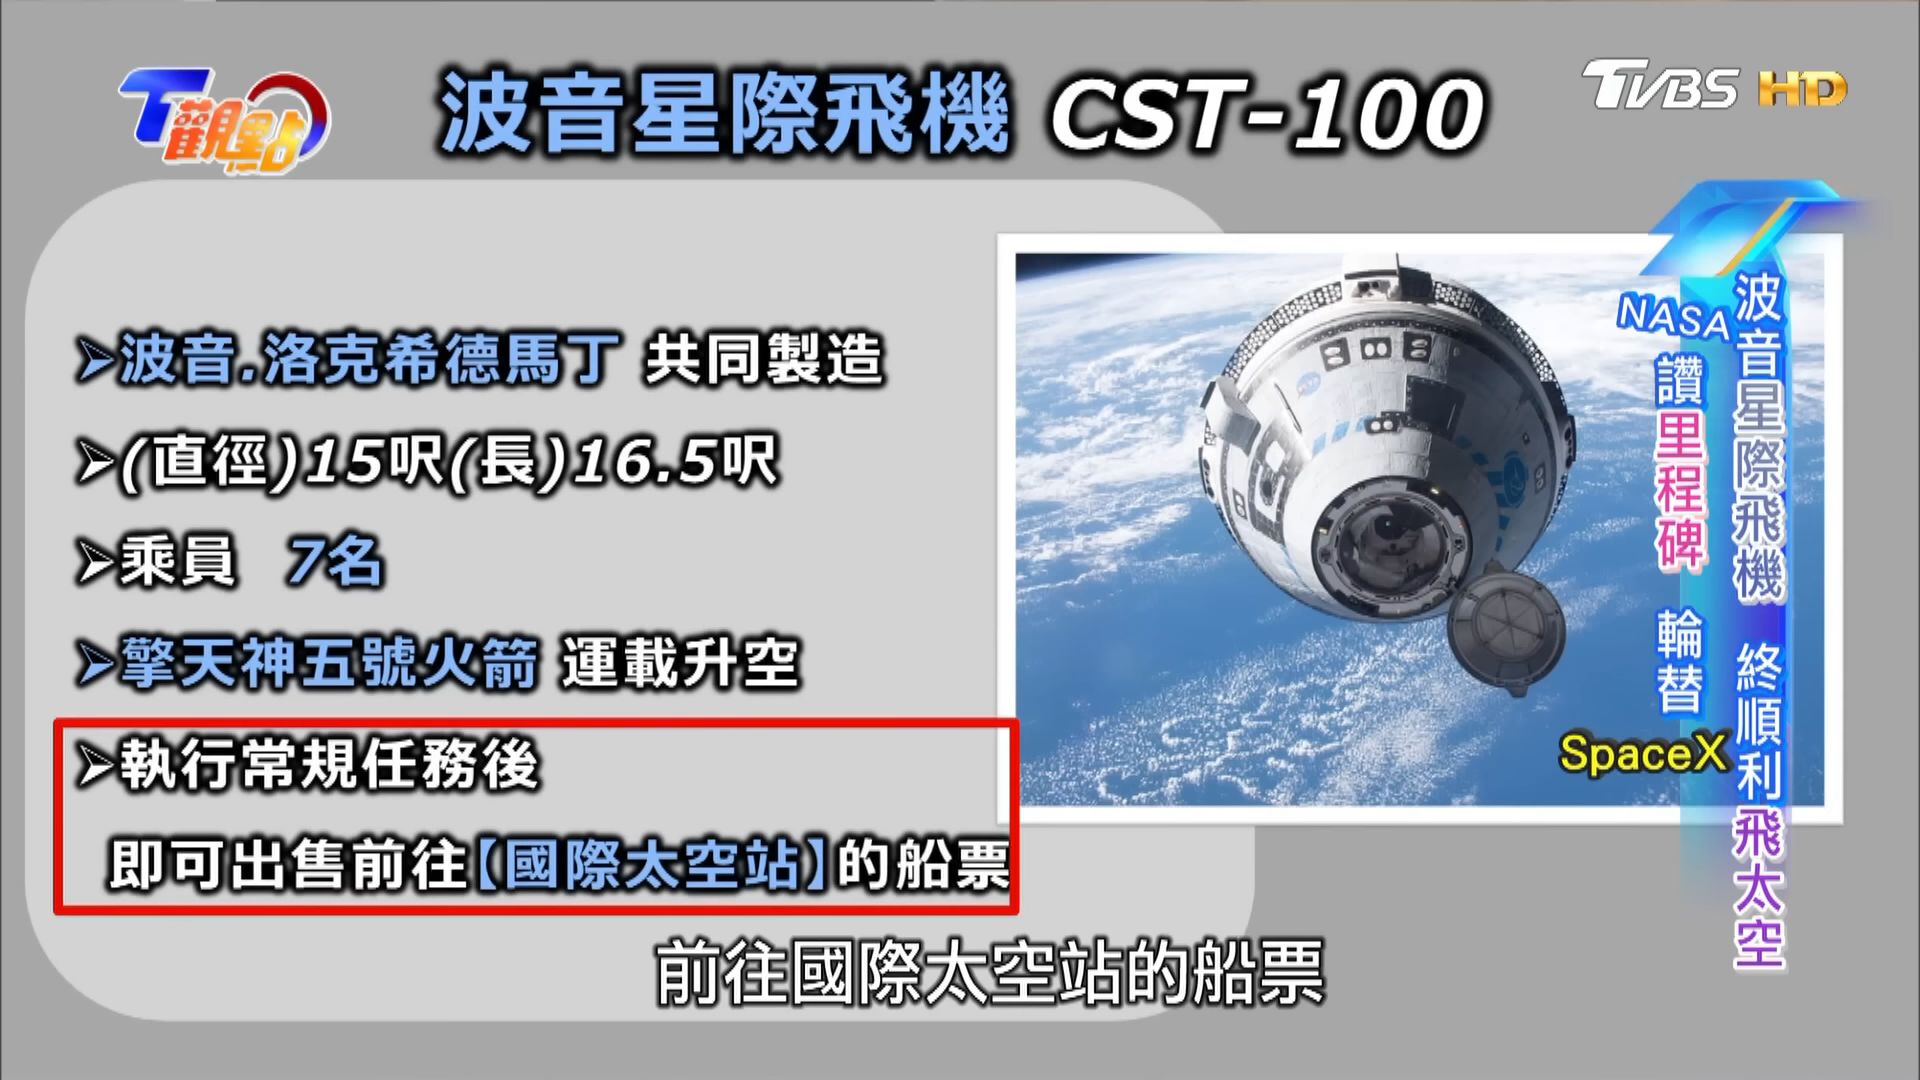 T觀點
波音星際飛機 CST-100
TVBS HD
➤波音.洛克希德馬丁 共同製造
➤(直徑)15呎(長)16.5呎
➤乘員 7名
➤擎天神五號火箭 運載升空
➤執行常規任務後
即可出售前往【國際太空站】的船票
波音星際飛機 終順利飛太空
NASA讚里程碑 輪替SpaceX
前往國際太空站的船票